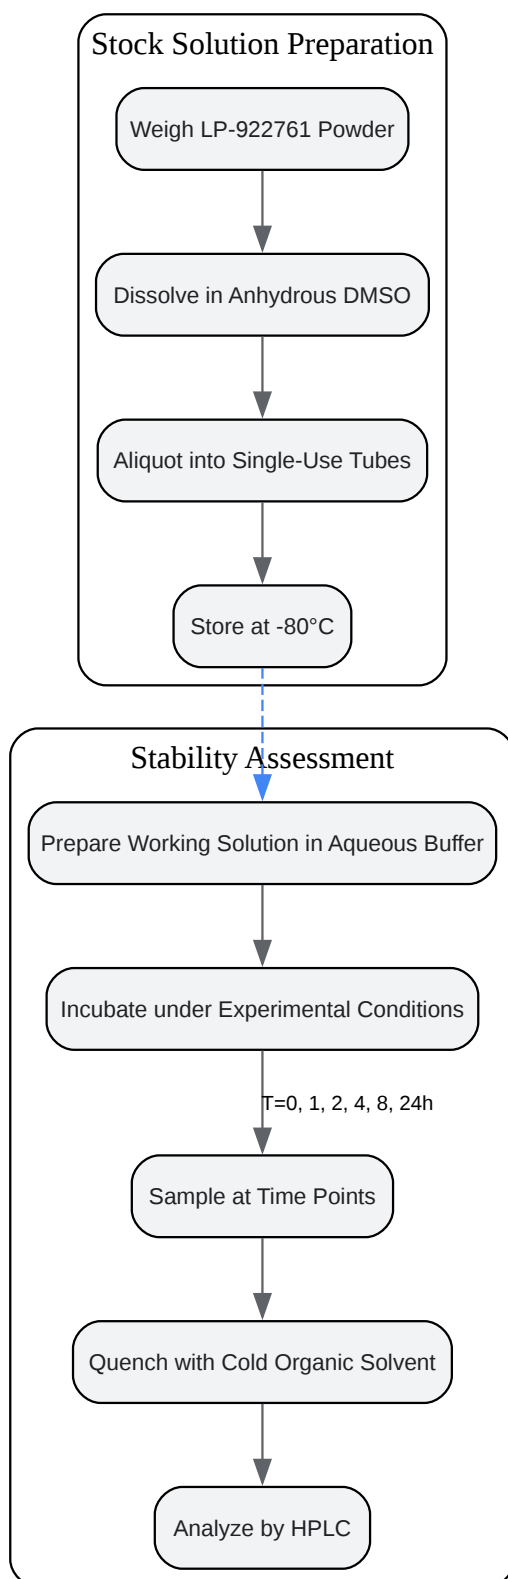 Stock Solution Preparation
Weigh LP-922761 Powder
Dissolve in Anhydrous DMSO
Aliquot into Single-Use Tubes
Store at -80°C
Stability Assessment
Prepare Working Solution in Aqueous Buffer
Incubate under Experimental Conditions
T=0, 1, 2, 4, 8, 24h
Sample at Time Points
Quench with Cold Organic Solvent
Analyze by HPLC